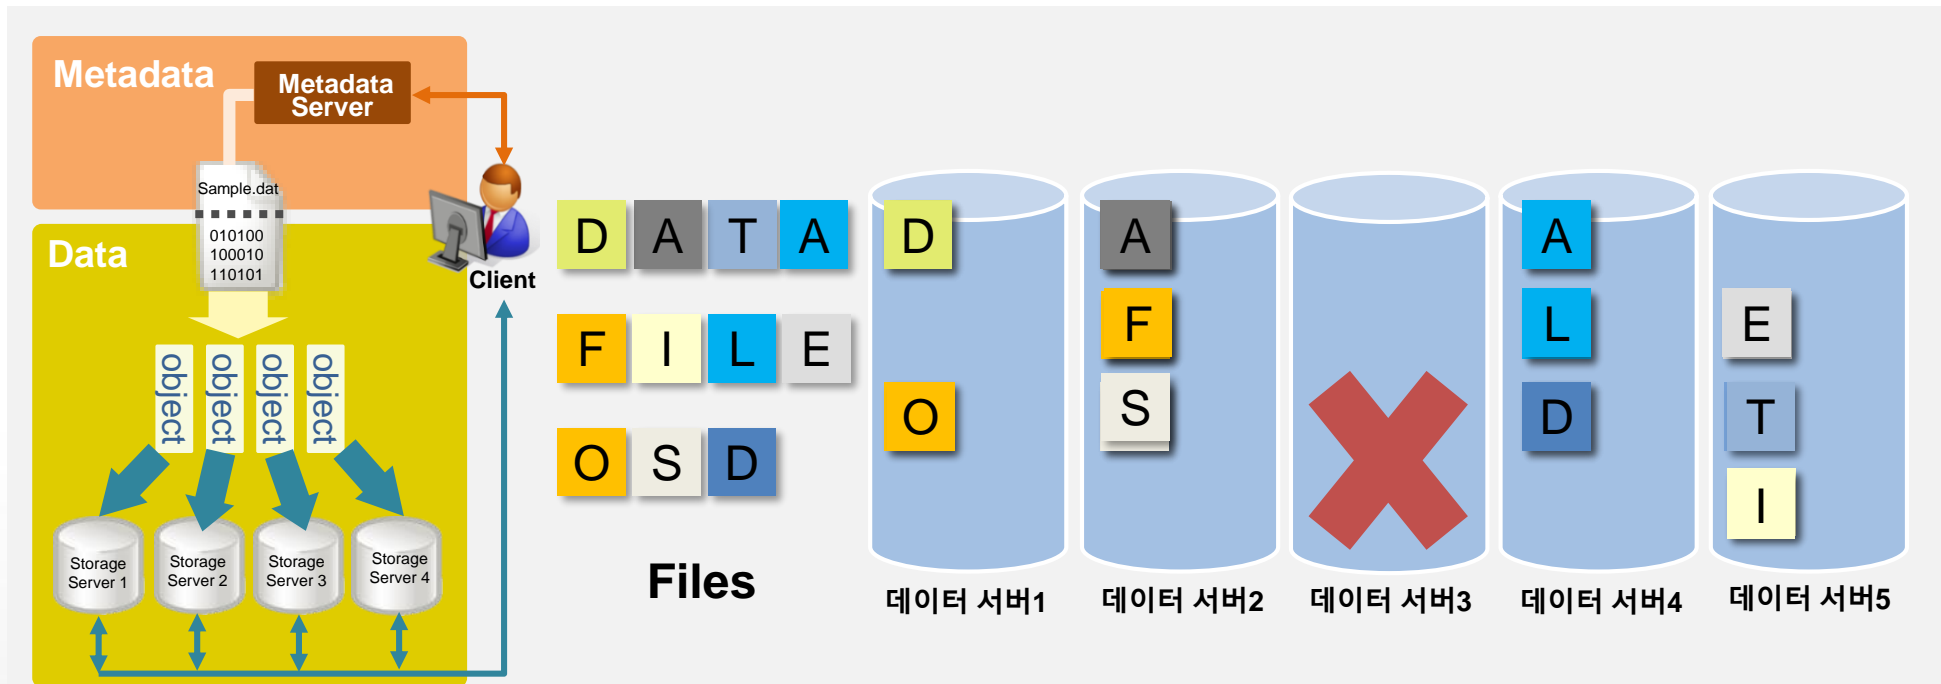 Metadata
Metadata
Server
Sample.dat
010100
100010
110101
Data
Client
object
object
object
object
Storage
Server 1
Storage
Server 2
Storage
Server 3
Storage
Server 4
D A T A
F I L E
O S D
Files
D
O
데이터 서버1
A
F
S
데이터 서버2
데이터 서버3
A
L
D
데이터 서버4
E
T
I
데이터 서버5